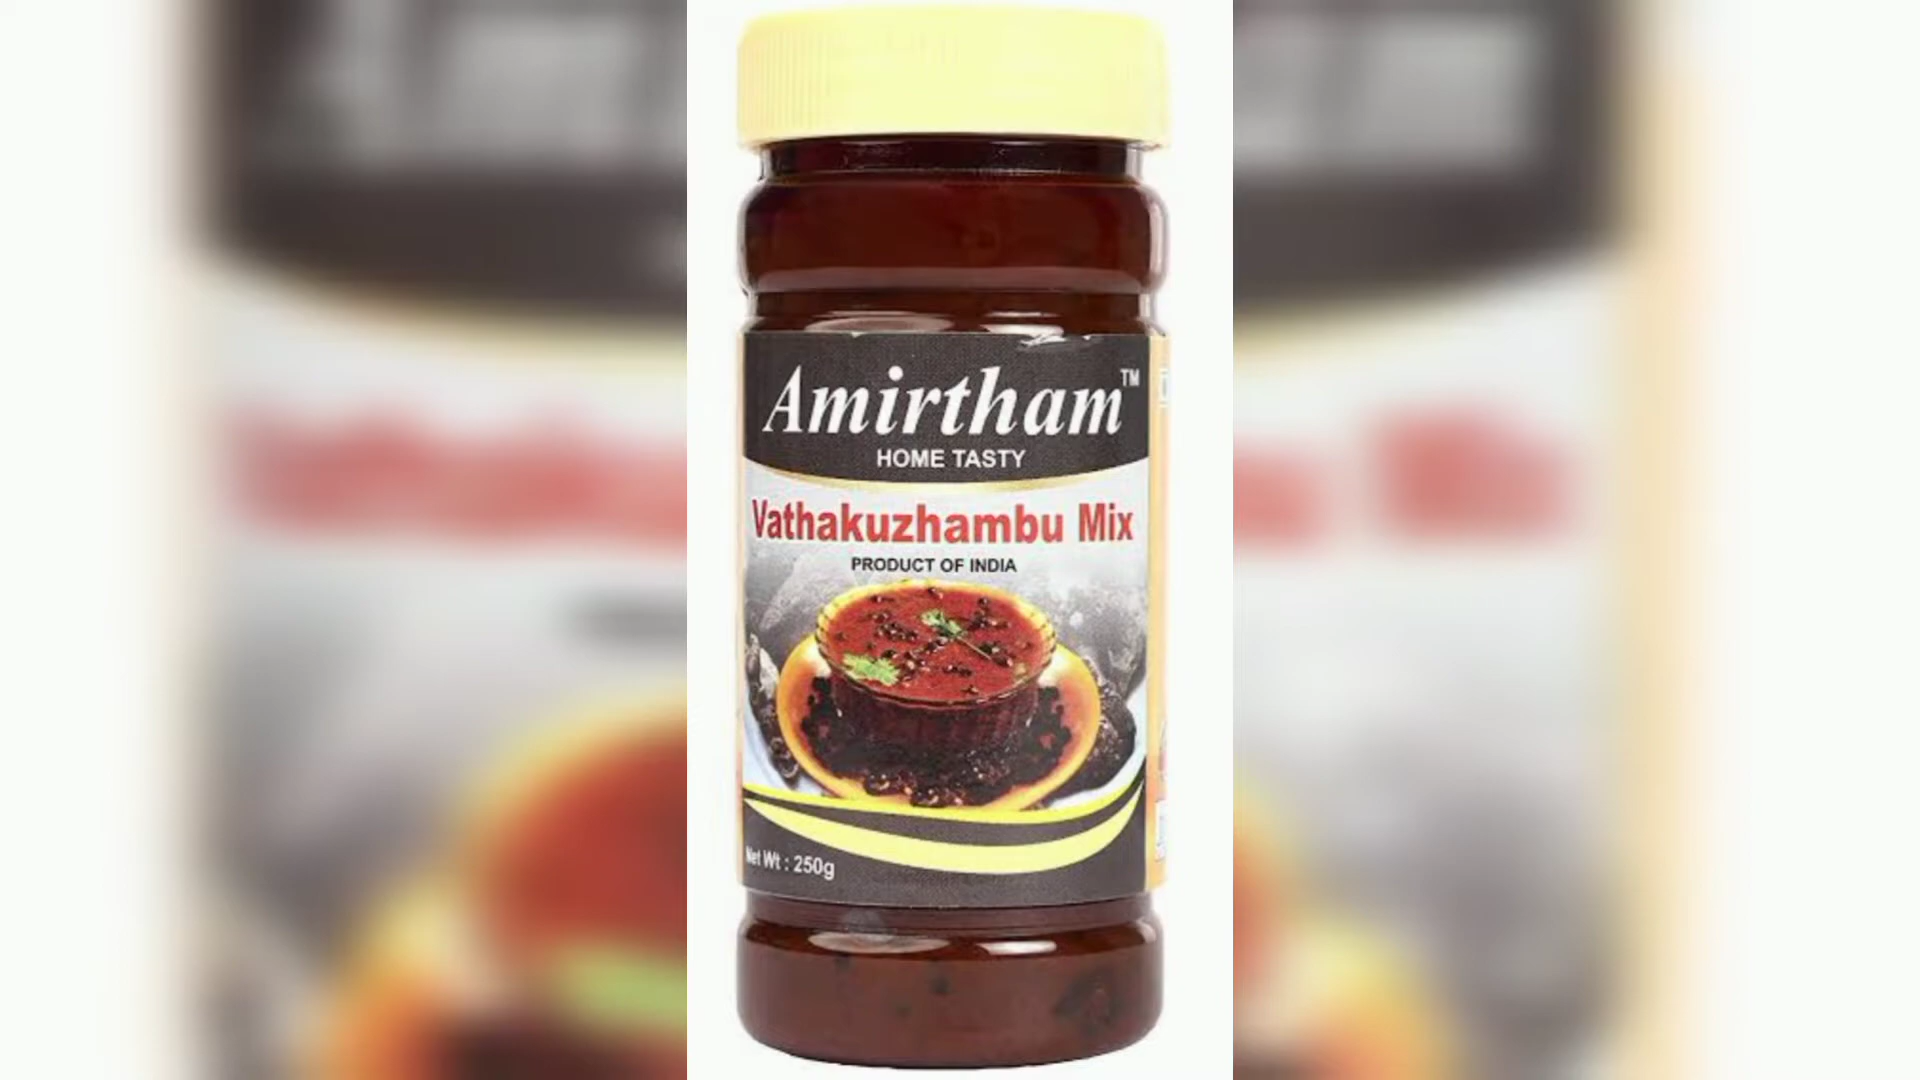 Amirtham™
HOME TASTY
Vathakuzhambu Mix
PRODUCT OF INDIA
Net Wt : 250g